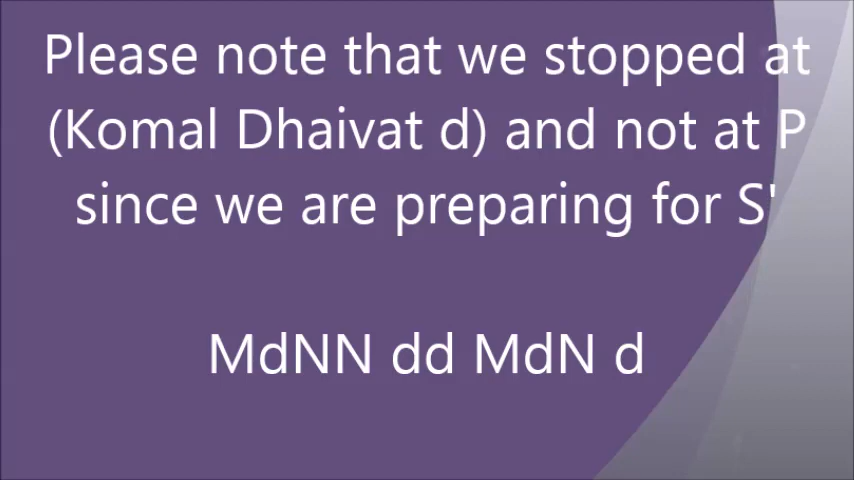 Please note that we stopped at
(Komal Dhaivat d) and not at P
since we are preparing for S'
MdNN dd MdN d